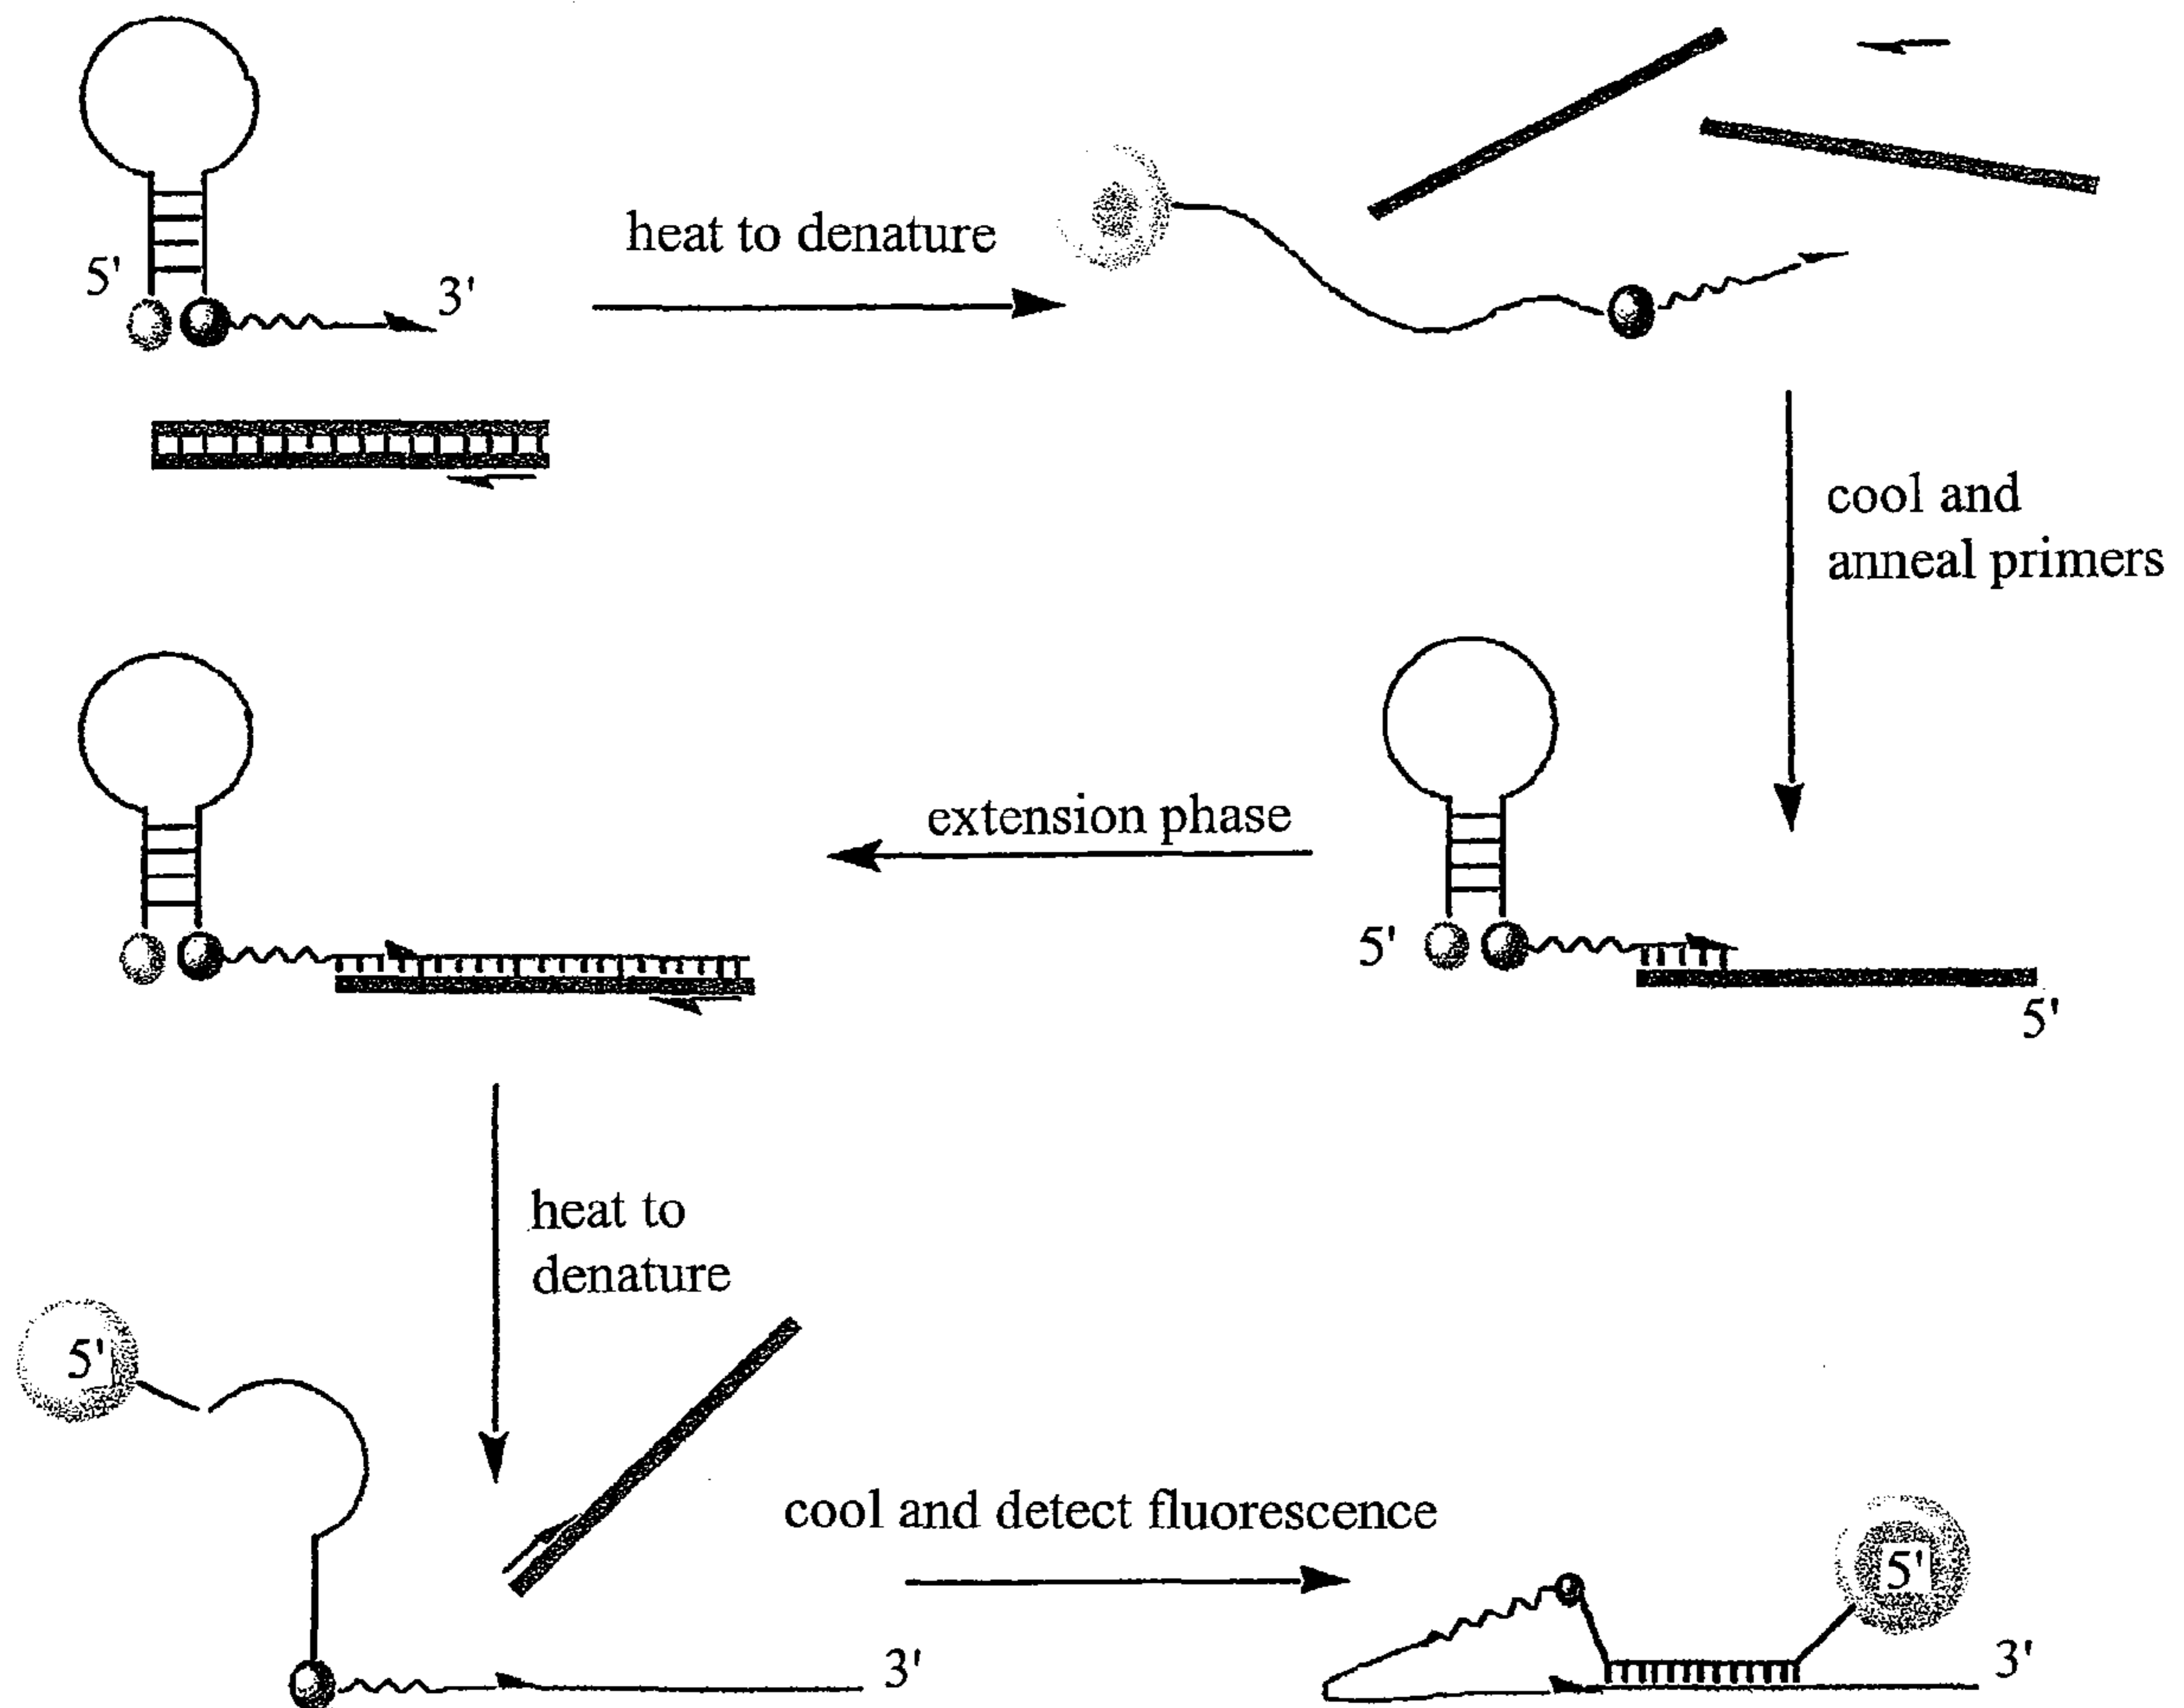 5'
3'
heat to denature
cool and
anneal primers
extension phase
5'
5'
heat to
denature
5'
3'
cool and detect fluorescence
5'
3'